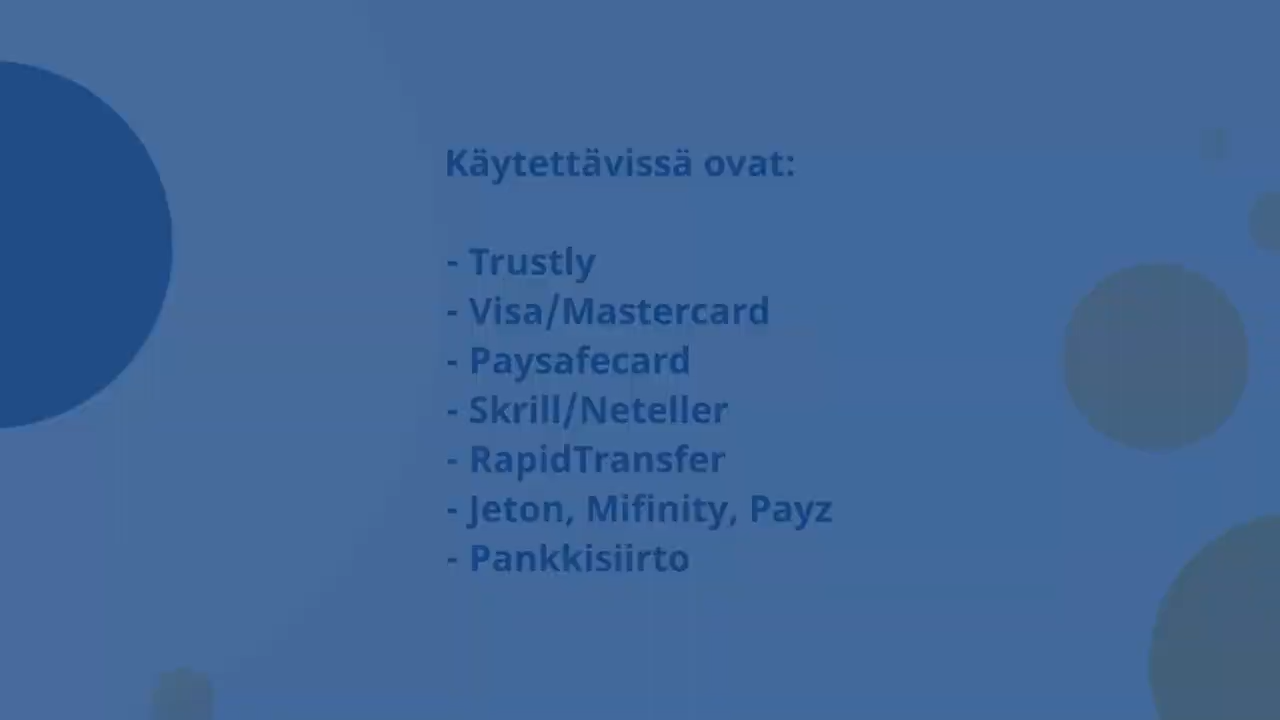 Käytettävissä ovat:
- Trustly
- Visa/Mastercard
- Paysafecard
- Skrill/Neteller
- RapidTransfer
- Jeton, Mifinity, Payz
- Pankkisiirto